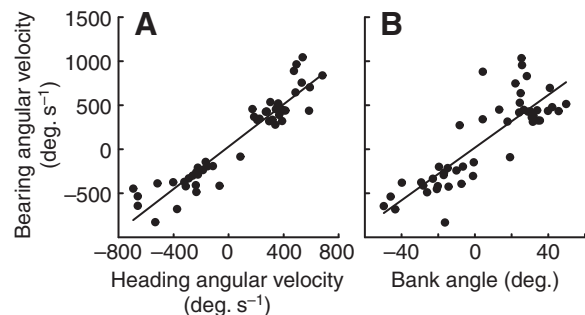 A
B
1500
1000
500
0
−500
Bearing angular velocity
(deg. s−1)
−800 −400 0 400 800
−40 0 40
Heading angular velocity
(deg. s−1)
Bank angle (deg.)